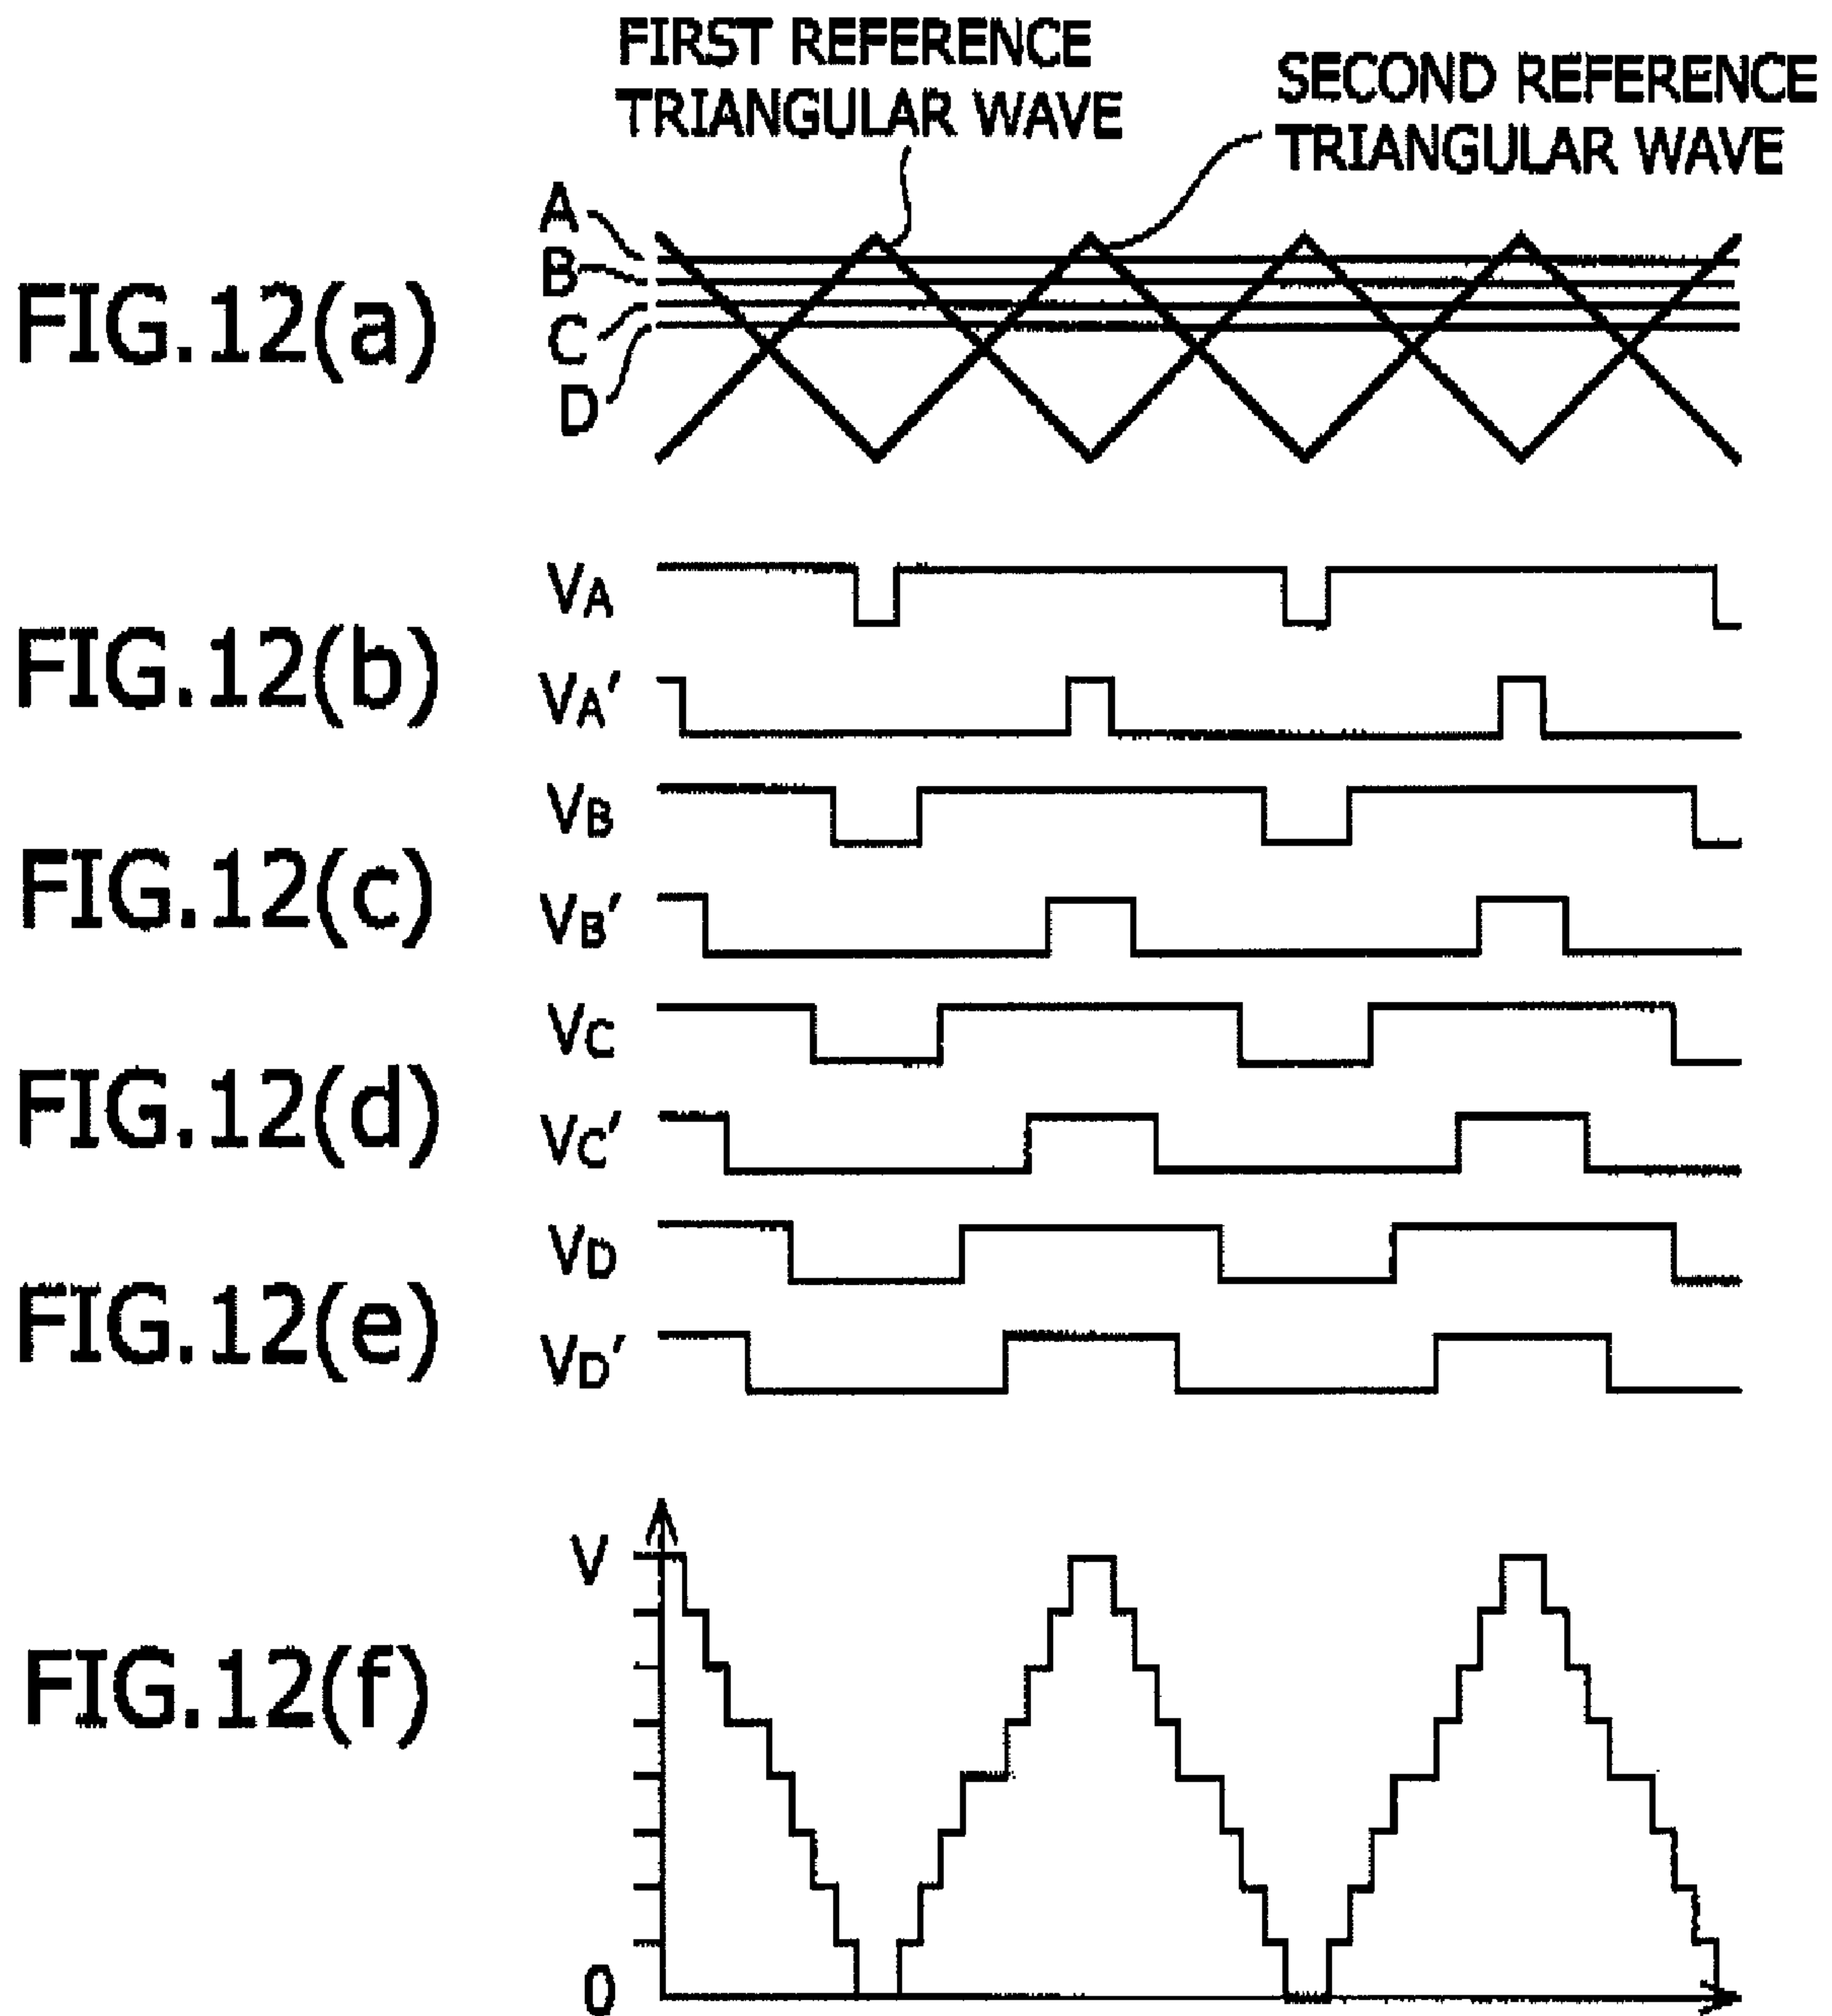 FIRST REFERENCE
TRIANGULAR WAVE
SECOND REFERENCE
TRIANGULAR WAVE
A
B
C
D
FIG.12(a)
VA
VA'
FIG.12(b)
VB
VB'
FIG.12(c)
VC
VC'
FIG.12(d)
VD
VD'
FIG.12(e)
V
0
FIG.12(f)